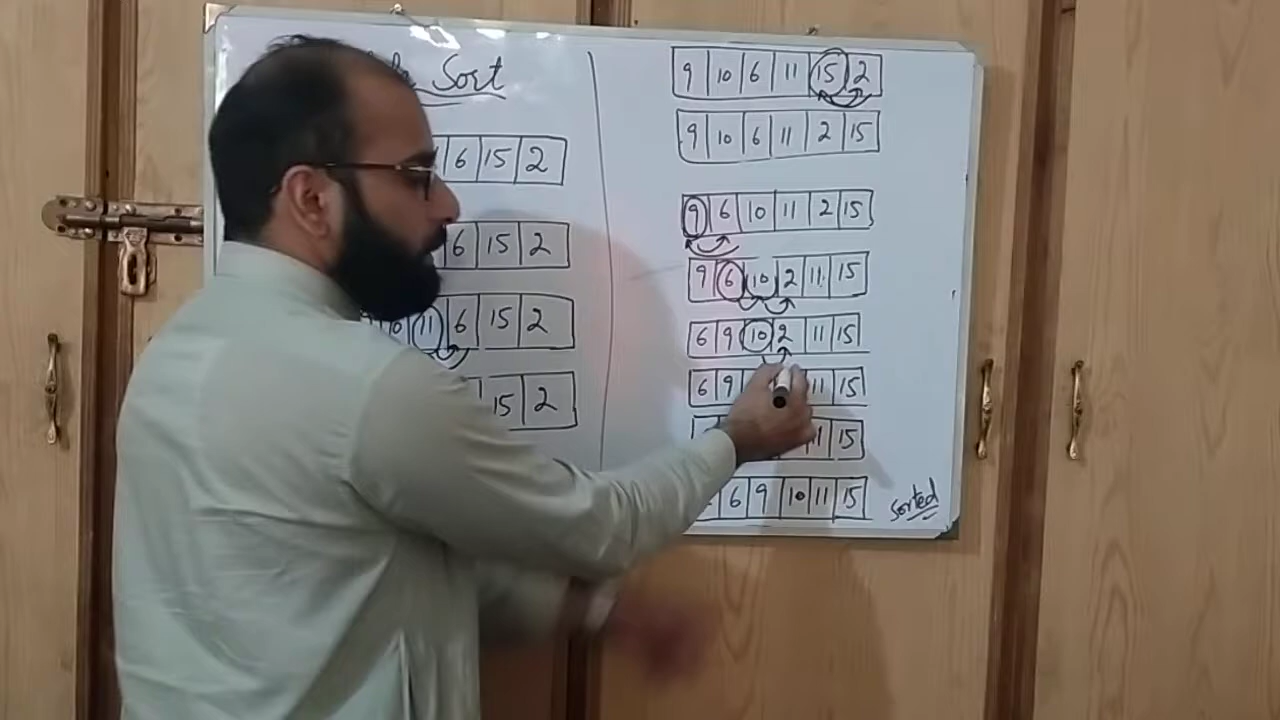 Sort
6 15 2
6 15 2
11 6 15 2
15 2
9 10 6 11 15 2
9 10 6 11 2 15
9 6 10 11 2 15
9 6 10 2 11 15
6 9 10 2 11 15
6 9 11 15
15
6 9 10 11 15
Sorted